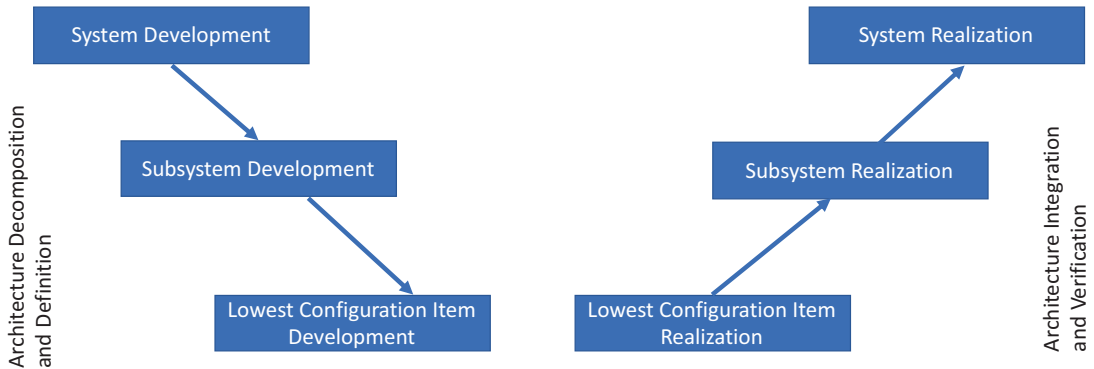 System Development
System Realization
Subsystem Development
Subsystem Realization
Lowest Configuration Item
Development
Lowest Configuration Item
Realization
Architecture Decomposition
and Definition
Architecture Integration
and Verification